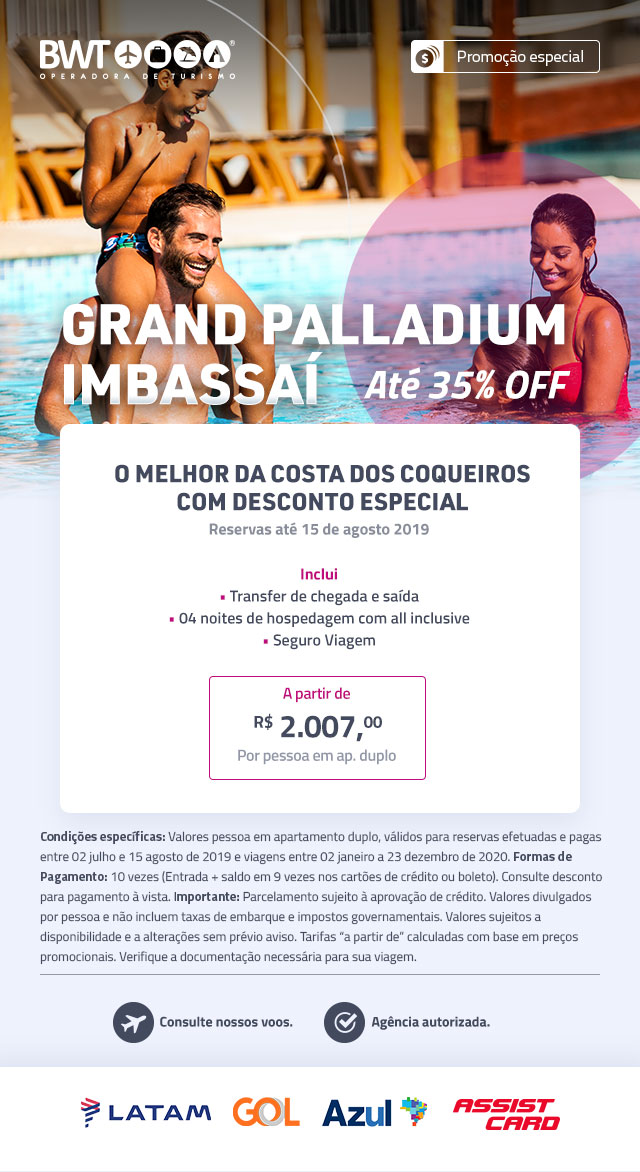 BWT®
OPERADORA DE TURISMO
$ Promoção especial
GRAND PALLADIUM
IMBASSAÍ Até 35% OFF
O MELHOR DA COSTA DOS COQUEIROS
COM DESCONTO ESPECIAL
Reservas até 15 de agosto 2019
Inclui
▪ Transfer de chegada e saída
▪ 04 noites de hospedagem com all inclusive
▪ Seguro Viagem
A partir de
R$ 2.007,00
Por pessoa em ap. duplo
Condições específicas: Valores pessoa em apartamento duplo, válidos para reservas efetuadas e pagas
entre 02 julho e 15 agosto de 2019 e viagens entre 02 janeiro a 23 dezembro de 2020. Formas de
Pagamento: 10 vezes (Entrada + saldo em 9 vezes nos cartões de crédito ou boleto). Consulte desconto
para pagamento à vista. Importante: Parcelamento sujeito à aprovação de crédito. Valores divulgados
por pessoa e não incluem taxas de embarque e impostos governamentais. Valores sujeitos a
disponibilidade e a alterações sem prévio aviso. Tarifas “a partir de” calculadas com base em preços
promocionais. Verifique a documentação necessária para sua viagem.
Consulte nossos voos. Agência autorizada.
LATAM GOL Azul ASSIST
CARD